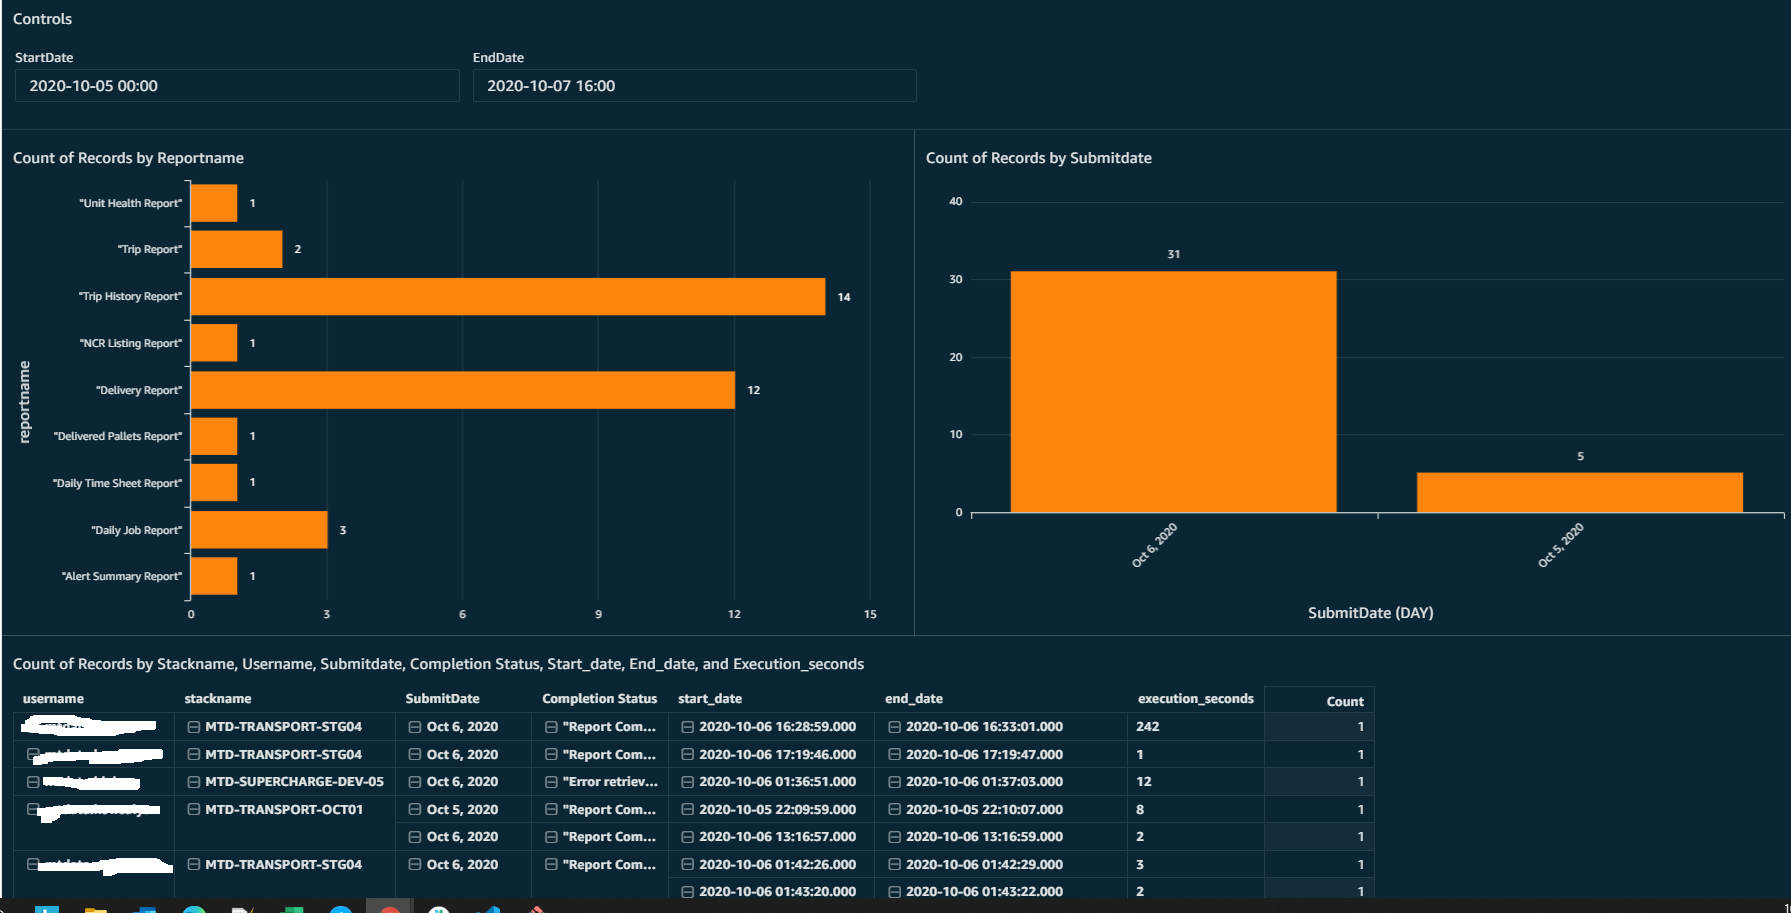 Controls
StartDate
EndDate
2020-10-05 00:00
2020-10-07 16:00
Count of Records by Reportname
reportname
"Unit Health Report"
1
"Trip Report"
2
"Trip History Report"
14
"NCR Listing Report"
1
"Delivery Report"
12
"Delivered Pallets Report"
1
"Daily Time Sheet Report"
1
"Daily Job Report"
3
"Alert Summary Report"
1
0 3 6 9 12 15
Count of Records by Submitdate
40
30
20
10
0
31
5
Oct 6, 2020
Oct 5, 2020
SubmitDate (DAY)
Count of Records by Stackname, Username, Submitdate, Completion Status, Start_date, End_date, and Execution_seconds
username stackname SubmitDate Completion Status start_date end_date execution_seconds Count
MTD-TRANSPORT-STG04 Oct 6, 2020 "Report Com... 2020-10-06 16:28:59.000 2020-10-06 16:33:01.000 242 1
MTD-TRANSPORT-STG04 Oct 6, 2020 "Report Com... 2020-10-06 17:19:46.000 2020-10-06 17:19:47.000 1 1
MTD-SUPERCHARGE-DEV-05 Oct 6, 2020 "Error retriev... 2020-10-06 01:36:51.000 2020-10-06 01:37:03.000 12 1
MTD-TRANSPORT-OCT01 Oct 5, 2020 "Report Com... 2020-10-05 22:09:59.000 2020-10-05 22:10:07.000 8 1
Oct 6, 2020 "Report Com... 2020-10-06 13:16:57.000 2020-10-06 13:16:59.000 2 1
MTD-TRANSPORT-STG04 Oct 6, 2020 "Report Com... 2020-10-06 01:42:26.000 2020-10-06 01:42:29.000 3 1
2020-10-06 01:43:20.000 2020-10-06 01:43:22.000 2 1